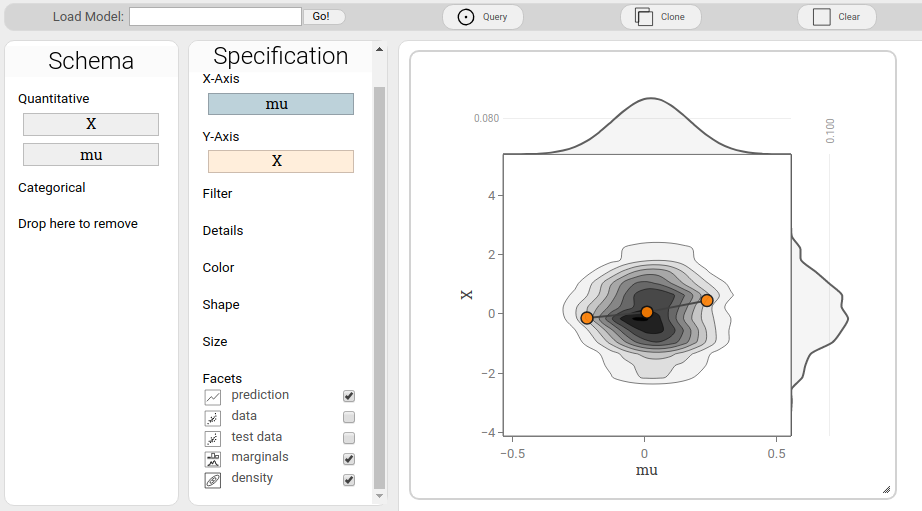 Load Model:
Go!
Query
Clone
Clear
Schema
Quantitative
X
mu
Categorical
Drop here to remove
Specification
X-Axis
mu
Y-Axis
X
Filter
Details
Color
Shape
Size
Facets
prediction
data
test data
marginals
density
0.080
0.100
4
2
0
−2
−4
X
−0.5
0
0.5
mu